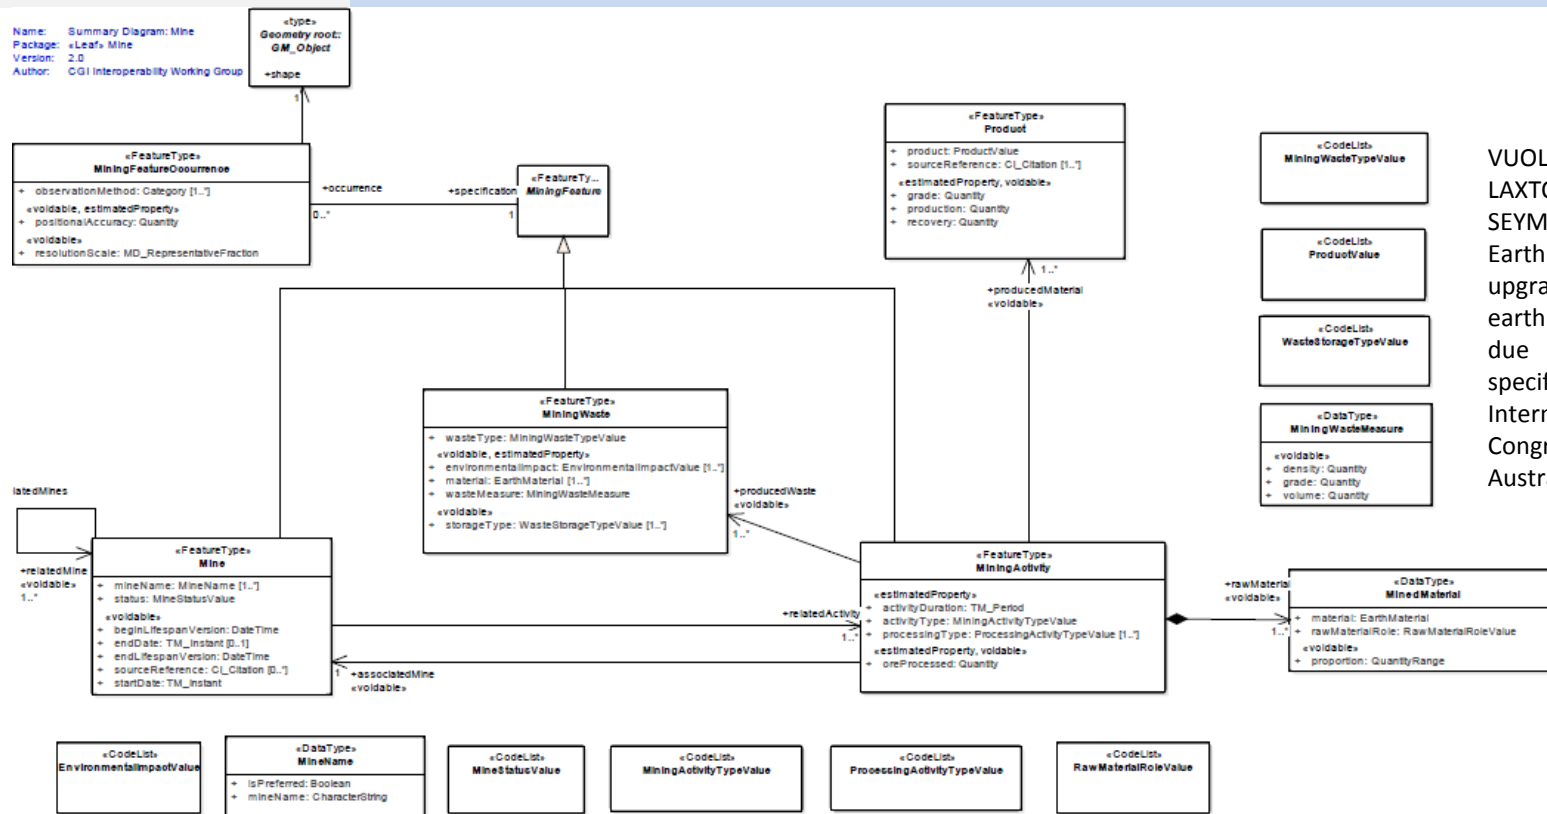 Name: Summary Diagram: Mine
Package: «Leaf» Mine
Version: 2.0
Author: CGI Interoperability Working Group
«type»
Geometry root::
GM_Object
+shape
1
«FeatureType»
MiningFeatureOccurrence
+ observationMethod: Category [1..*]
«voidable, estimatedProperty»
+ positionalAccuracy: Quantity
«voidable»
+ resolutionScale: MD_RepresentativeFraction
+occurrence
0..*
+specification
1
«FeatureTy...
MiningFeature
«FeatureType»
Product
+ product: ProductValue
+ sourceReference: CI_Citation [1..*]
«estimatedProperty, voidable»
+ grade: Quantity
+ production: Quantity
+ recovery: Quantity
1..*
+producedMaterial
«voidable»
«CodeList»
MiningWasteTypeValue
«CodeList»
ProductValue
«CodeList»
WasteStorageTypeValue
«DataType»
MiningWasteMeasure
«voidable»
+ density: Quantity
+ grade: Quantity
+ volume: Quantity
VUOL
LAXTO
SEYM
Earth
upgra
earth
due
specif
Intern
Congr
Austra
«FeatureType»
MiningWaste
+ wasteType: MiningWasteTypeValue
«voidable, estimatedProperty»
+ environmentalImpact: EnvironmentalImpactValue [1..*]
+ material: EarthMaterial [1..*]
+ wasteMeasure: MiningWasteMeasure
«voidable»
+ storageType: WasteStorageTypeValue [1..*]
+producedWaste
«voidable»
1..*
latedMines
+relatedMine
«voidable»
1..*
«FeatureType»
Mine
+ mineName: MineName [1..*]
+ status: MineStatusValue
«voidable»
+ beginLifespanVersion: DateTime
+ endDate: TM_Instant [0..1]
+ endLifespanVersion: DateTime
+ sourceReference: CI_Citation [0..*]
+ startDate: TM_Instant
+relatedActivity
1..*
1
+associatedMine
«voidable»
«FeatureType»
MiningActivity
«estimatedProperty»
+ activityDuration: TM_Period
+ activityType: MiningActivityTypeValue
+ processingType: ProcessingActivityTypeValue [1..*]
«estimatedProperty, voidable»
+ oreProcessed: Quantity
+rawMaterial
«voidable»
1..*
«DataType»
MinedMaterial
+ material: EarthMaterial
+ rawMaterialRole: RawMaterialRoleValue
«voidable»
+ proportion: QuantityRange
«CodeList»
EnvironmentalImpactValue
«DataType»
MineName
+ isPreferred: Boolean
+ mineName: CharacterString
«CodeList»
MineStatusValue
«CodeList»
MiningActivityTypeValue
«CodeList»
ProcessingActivityTypeValue
«CodeList»
RawMaterialRoleValue